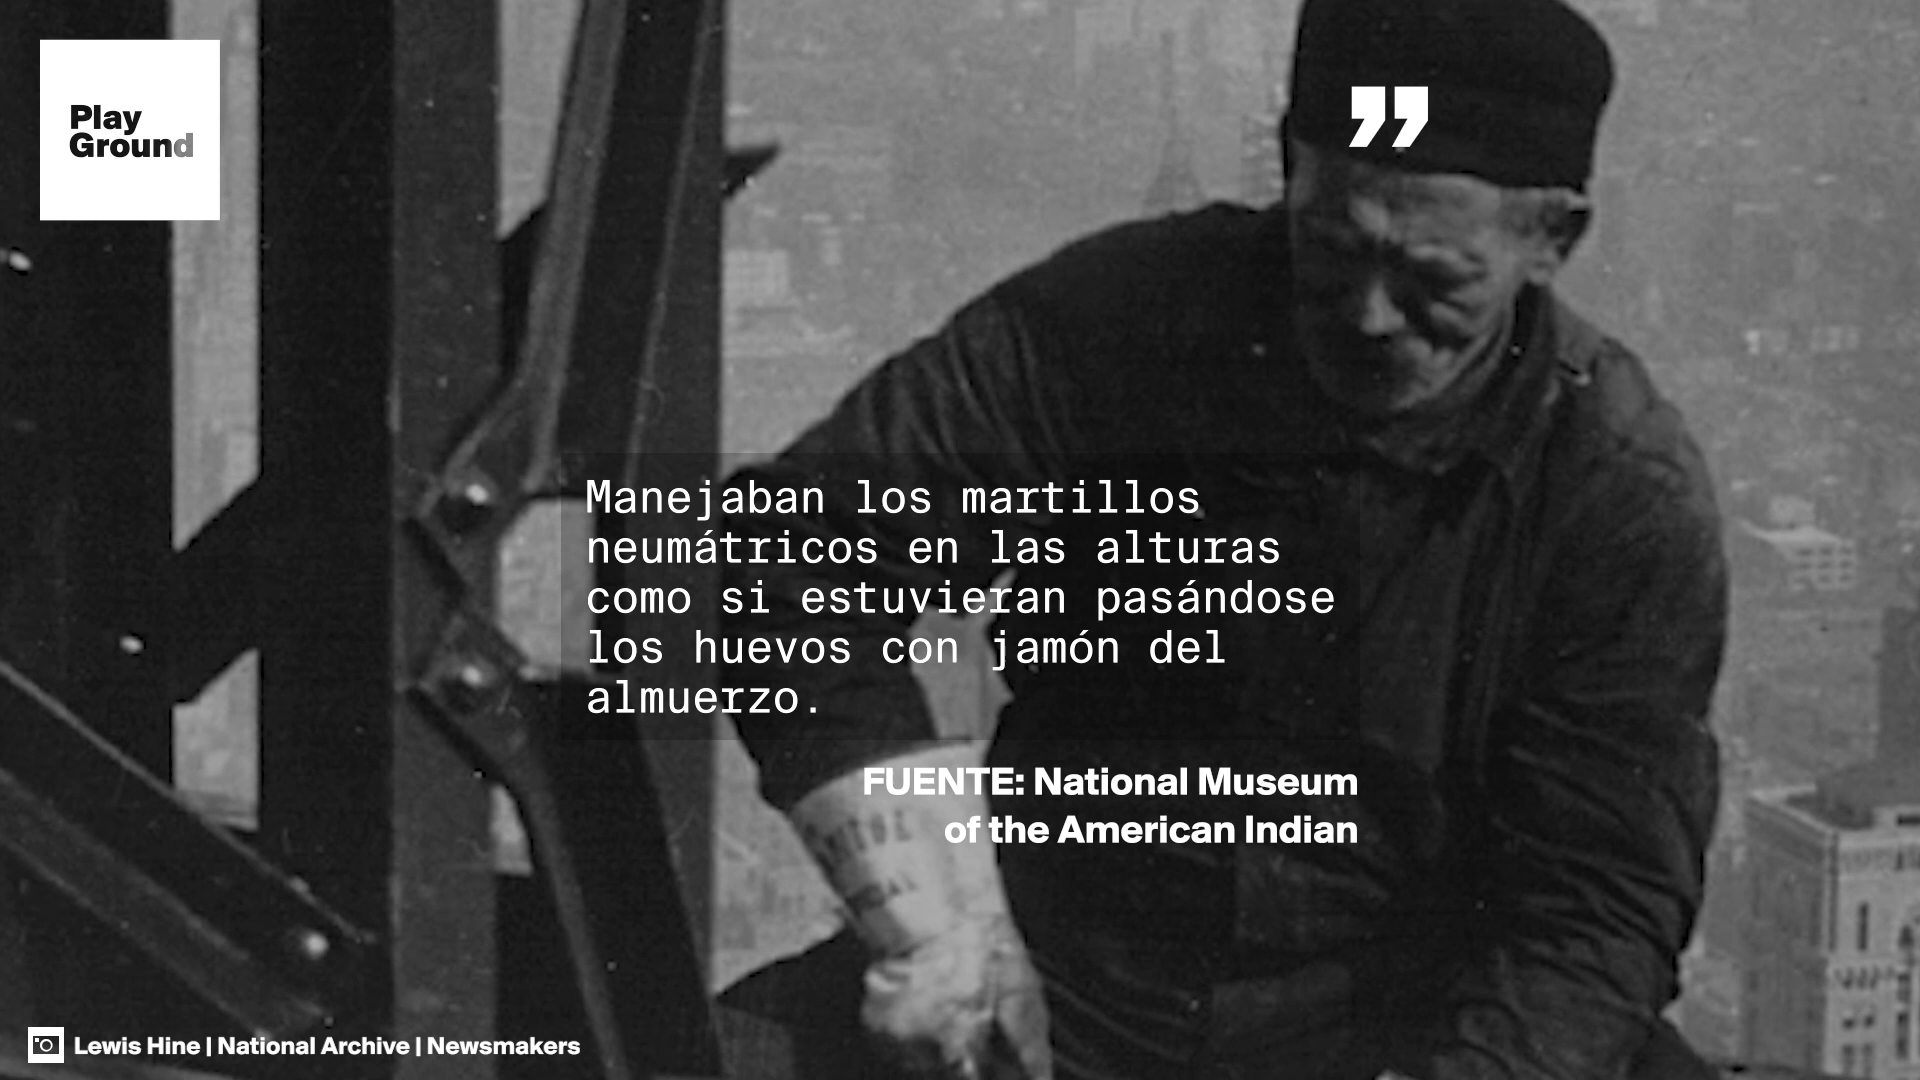 Play
Ground
”
Manejaban los martillos
neumátricos en las alturas
como si estuvieran pasándose
los huevos con jamón del
almuerzo.
FUENTE: National Museum
of the American Indian
Lewis Hine | National Archive | Newsmakers